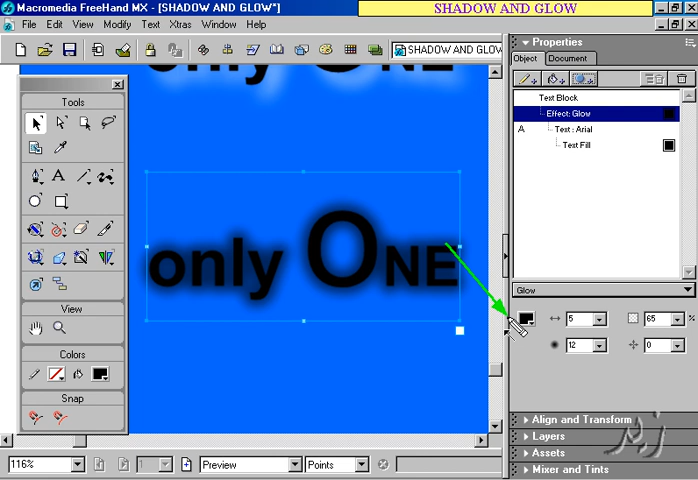 Macromedia FreeHand MX - [SHADOW AND GLOW*]
SHADOW AND GLOW
File Edit View Modify Text Xtras Window Help
SHADOW AND GLOW
Properties
Object Document
Tools
Text Block
Effect: Glow
A Text : Arial
Text Fill
only ONE
only ONE
Glow
5 65 %
12 0
View
Colors
Snap
Align and Transform
Layers
Assets
Mixer and Tints
116% 1 Preview Points